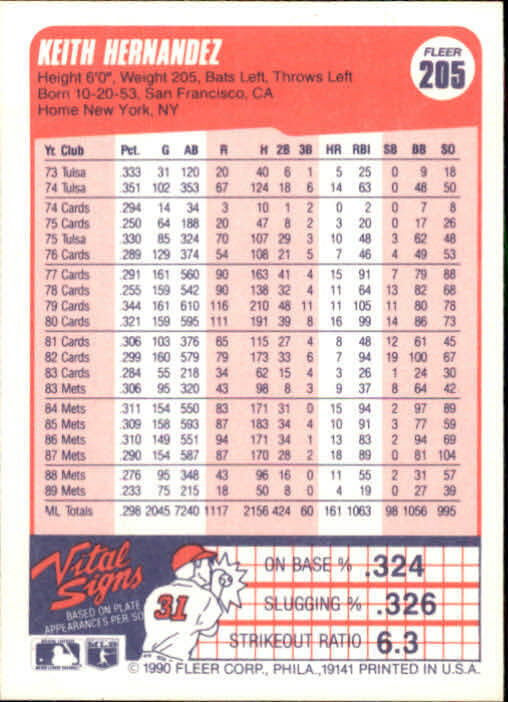 KEITH HERNANDEZ
FLEER
205
Height 6'0", Weight 205, Bats Left, Throws Left
Born 10-20-53, San Francisco, CA
Home New York, NY
Yr. Club Pct. G AB R H 2B 3B HR RBI SB BB SO
73 Tulsa .333 31 120 20 40 6 1 5 25 0 9 18
74 Tulsa .351 102 353 67 124 18 6 14 63 0 48 50
74 Cards .294 14 34 3 10 1 2 0 2 0 7 8
75 Cards .250 64 188 20 47 8 2 3 20 0 17 26
75 Tulsa .330 85 324 70 107 29 3 10 48 3 62 48
76 Cards .289 129 374 54 108 21 5 7 46 4 49 53
77 Cards .291 161 560 90 163 41 4 15 91 7 79 88
78 Cards .255 159 542 90 138 32 4 11 64 13 82 68
79 Cards .344 161 610 116 210 48 11 11 105 11 80 78
80 Cards .321 159 595 111 191 39 8 16 99 14 86 73
81 Cards .306 103 376 65 115 27 4 8 48 12 61 45
82 Cards .299 160 579 79 173 33 6 7 94 19 100 67
83 Cards .284 55 218 34 62 15 4 3 26 1 24 30
83 Mets .306 95 320 43 98 8 3 9 37 8 64 42
84 Mets .311 154 550 83 171 31 0 15 94 2 97 89
85 Mets .309 158 593 87 183 34 4 10 91 3 77 59
86 Mets .310 149 551 94 171 34 1 13 83 2 94 69
87 Mets .290 154 587 87 170 28 2 18 89 0 81 104
88 Mets .276 95 348 43 96 16 0 11 55 2 31 57
89 Mets .233 75 215 18 50 8 0 4 19 0 27 39
ML Totals .298 2045 7240 1117 2156 424 60 161 1063 98 1056 995
Vital
Signs
BASED ON PLATE
APPEARANCES PER SO
31
ON BASE % .324
SLUGGING % .326
STRIKEOUT RATIO 6.3
© 1990 FLEER CORP., PHILA., 19141 PRINTED IN U.S.A.